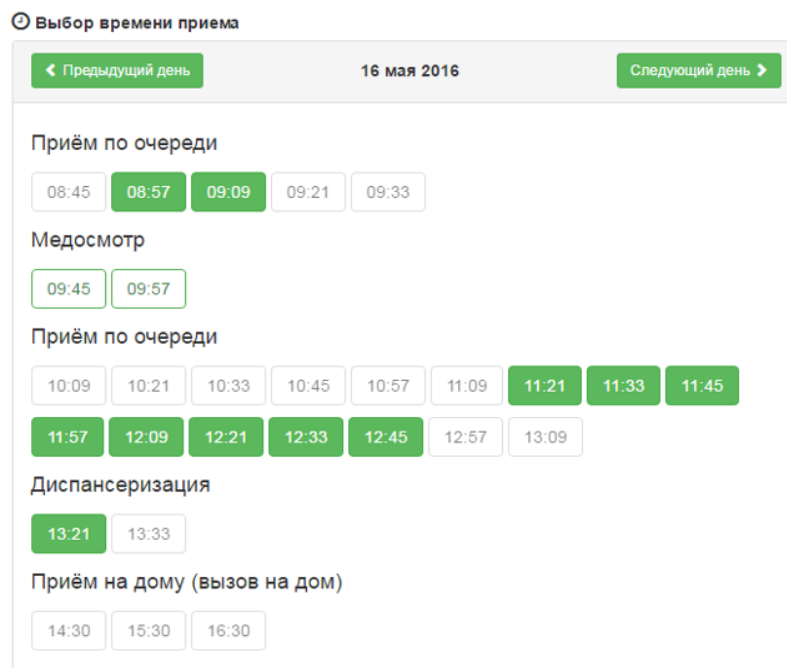 Выбор времени приема
Предыдущий день 16 мая 2016 Следующий день
Приём по очереди
08:45 08:57 09:09 09:21 09:33
Медосмотр
09:45 09:57
Приём по очереди
10:09 10:21 10:33 10:45 10:57 11:09 11:21 11:33 11:45
11:57 12:09 12:21 12:33 12:45 12:57 13:09
Диспансеризация
13:21 13:33
Приём на дому (вызов на дом)
14:30 15:30 16:30